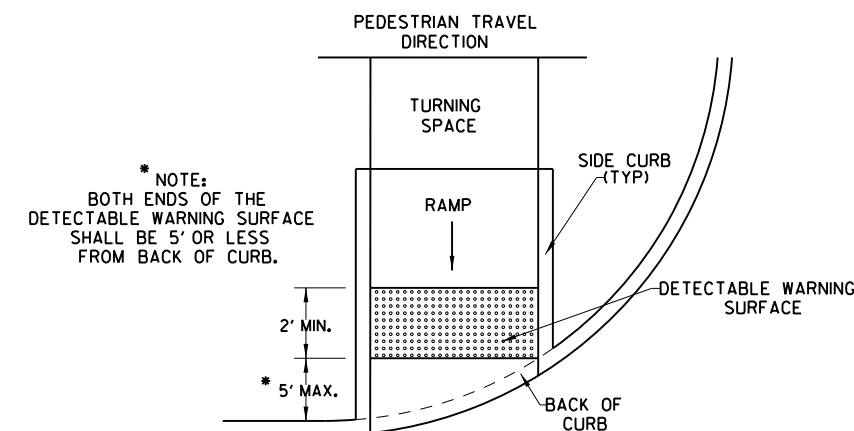 PEDESTRIAN TRAVEL
DIRECTION
TURNING
SPACE
SIDE CURB
(TYP)
* NOTE:
BOTH ENDS OF THE
DETECTABLE WARNING SURFACE
SHALL BE 5' OR LESS
FROM BACK OF CURB.
RAMP
DETECTABLE WARNING
SURFACE
2' MIN.
* 5' MAX.
BACK OF
CURB